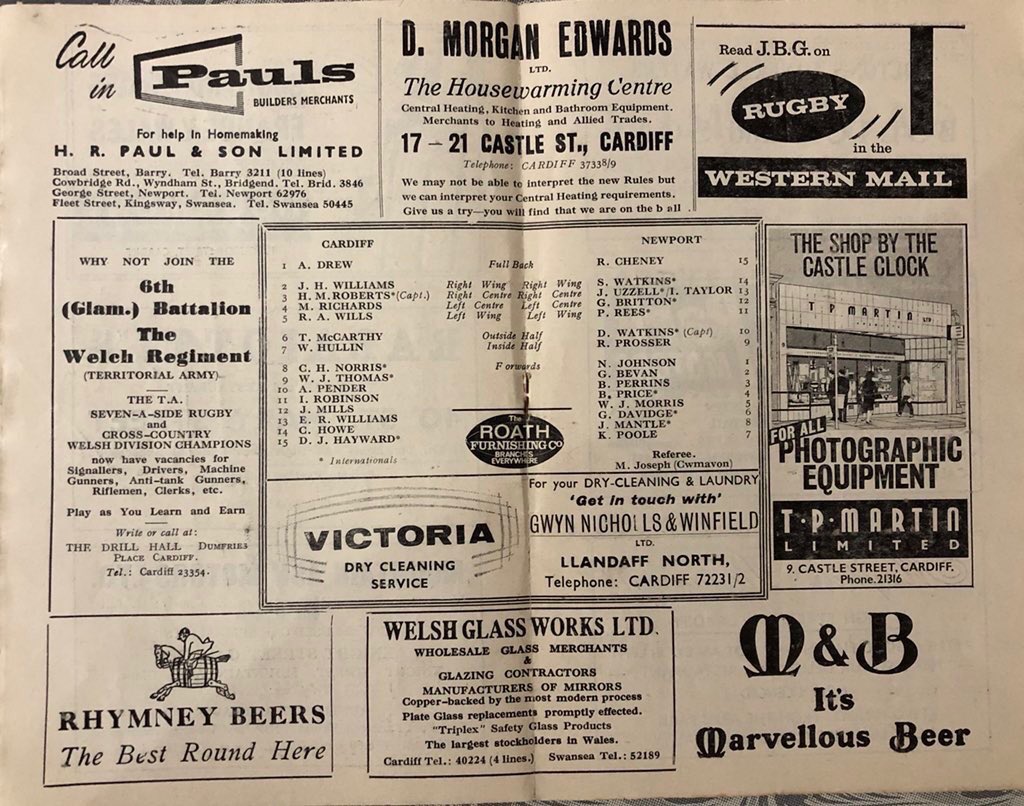 Call in
Pauls
BUILDERS MERCHANTS
For help in Homemaking
H. R. PAUL & SON LIMITED
Broad Street, Barry. Tel. Barry 3211 (10 lines)
Cowbridge Rd., Wyndham St., Bridgend. Tel. Brid. 3846
George Street, Newport. Tel. Newport 62976
Fleet Street, Kingsway, Swansea. Tel. Swansea 50445
D. MORGAN EDWARDS
LTD.
The Housewarming Centre
Central Heating, Kitchen and Bathroom Equipment.
Merchants to Heating and Allied Trades.
17 – 21 CASTLE ST., CARDIFF
Telephone: CARDIFF 37338/9
We may not be able to interpret the new Rules but
we can interpret your Central Heating requirements.
Give us a try—you will find that we are on the ball.
Read J.B.G. on
RUGBY
in the
WESTERN MAIL
WHY NOT JOIN THE
6th
(Glam.) Battalion
The
Welch Regiment
(TERRITORIAL ARMY)
THE T.A.
SEVEN-A-SIDE RUGBY
and
CROSS-COUNTRY
WELSH DIVISION CHAMPIONS
now have vacancies for
Signallers, Drivers, Machine
Gunners, Anti-tank Gunners,
Riflemen, Clerks, etc.
Play as You Learn and Earn
Write or call at:
THE DRILL HALL DUMFRIES
PLACE CARDIFF.
Tel.: Cardiff 23354.
CARDIFF NEWPORT
1 A. DREW Full Back R. CHENEY 15
2 J. H. WILLIAMS Right Wing Right Wing S. WATKINS* 14
3 H. M. ROBERTS* (Capt.) Right Centre Right Centre J. UZZELL*/I. TAYLOR 13
4 M. RICHARDS Left Centre Left Centre G. BRITTON* 12
5 R. A. WILLS Left Wing Left Wing P. REES* 11
6 T. McCARTHY Outside Half D. WATKINS* (Capt) 10
7 W. HULLIN Inside Half R. PROSSER 9
8 C. H. NORRIS* Forwards N. JOHNSON 1
9 W. J. THOMAS* G. BEVAN 2
10 A. PENDER B. PERRINS 3
11 I. ROBINSON B. PRICE* 4
12 J. MILLS W. J. MORRIS 5
13 E. R. WILLIAMS G. DAVIDGE* 6
14 C. HOWE J. MANTLE* 8
15 D. J. HAYWARD* K. POOLE 7
* Internationals
The
ROATH
FURNISHING CO
BRANCHES
EVERYWHERE
Referee.
M. Joseph (Cwmavon)
VICTORIA
DRY CLEANING
SERVICE
For your DRY-CLEANING & LAUNDRY
'Get in touch with'
GWYN NICHOLLS & WINFIELD
LTD.
LLANDAFF NORTH,
Telephone: CARDIFF 72231/2
THE SHOP BY THE
CASTLE CLOCK
T P MARTIN LTD
FOR ALL
PHOTOGRAPHIC
EQUIPMENT
T·P·MARTIN
LIMITED
9, CASTLE STREET, CARDIFF.
Phone. 21316
RHYMNEY BEERS
The Best Round Here
WELSH GLASS WORKS LTD.
WHOLESALE GLASS MERCHANTS
&
GLAZING CONTRACTORS
MANUFACTURERS OF MIRRORS
Copper-backed by the most modern process
Plate Glass replacements promptly effected.
"Triplex" Safety Glass Products
The largest stockholders in Wales.
Cardiff Tel.: 40224 (4 lines.) Swansea Tel.: 52189
M & B
It's
Marvellous Beer